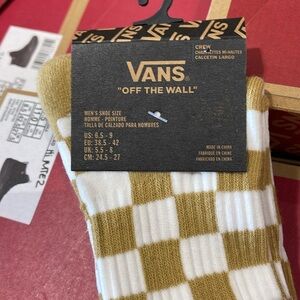 CREW
CHAUSSETTES MI-HAUTES
CALCETIN LARGO
VANS
"OFF THE WALL"
MEN'S SHOE SIZE
HOMME - POINTURE
TALLA DE CALZADO PARA HOMBRES
US: 6.5 - 9
EU: 38.5 - 42
UK: 5.5 - 8
CM: 24.5 - 27
MADE IN CHINA
FABRIQUÉ EN CHINE
FABRICADO EN CHINA